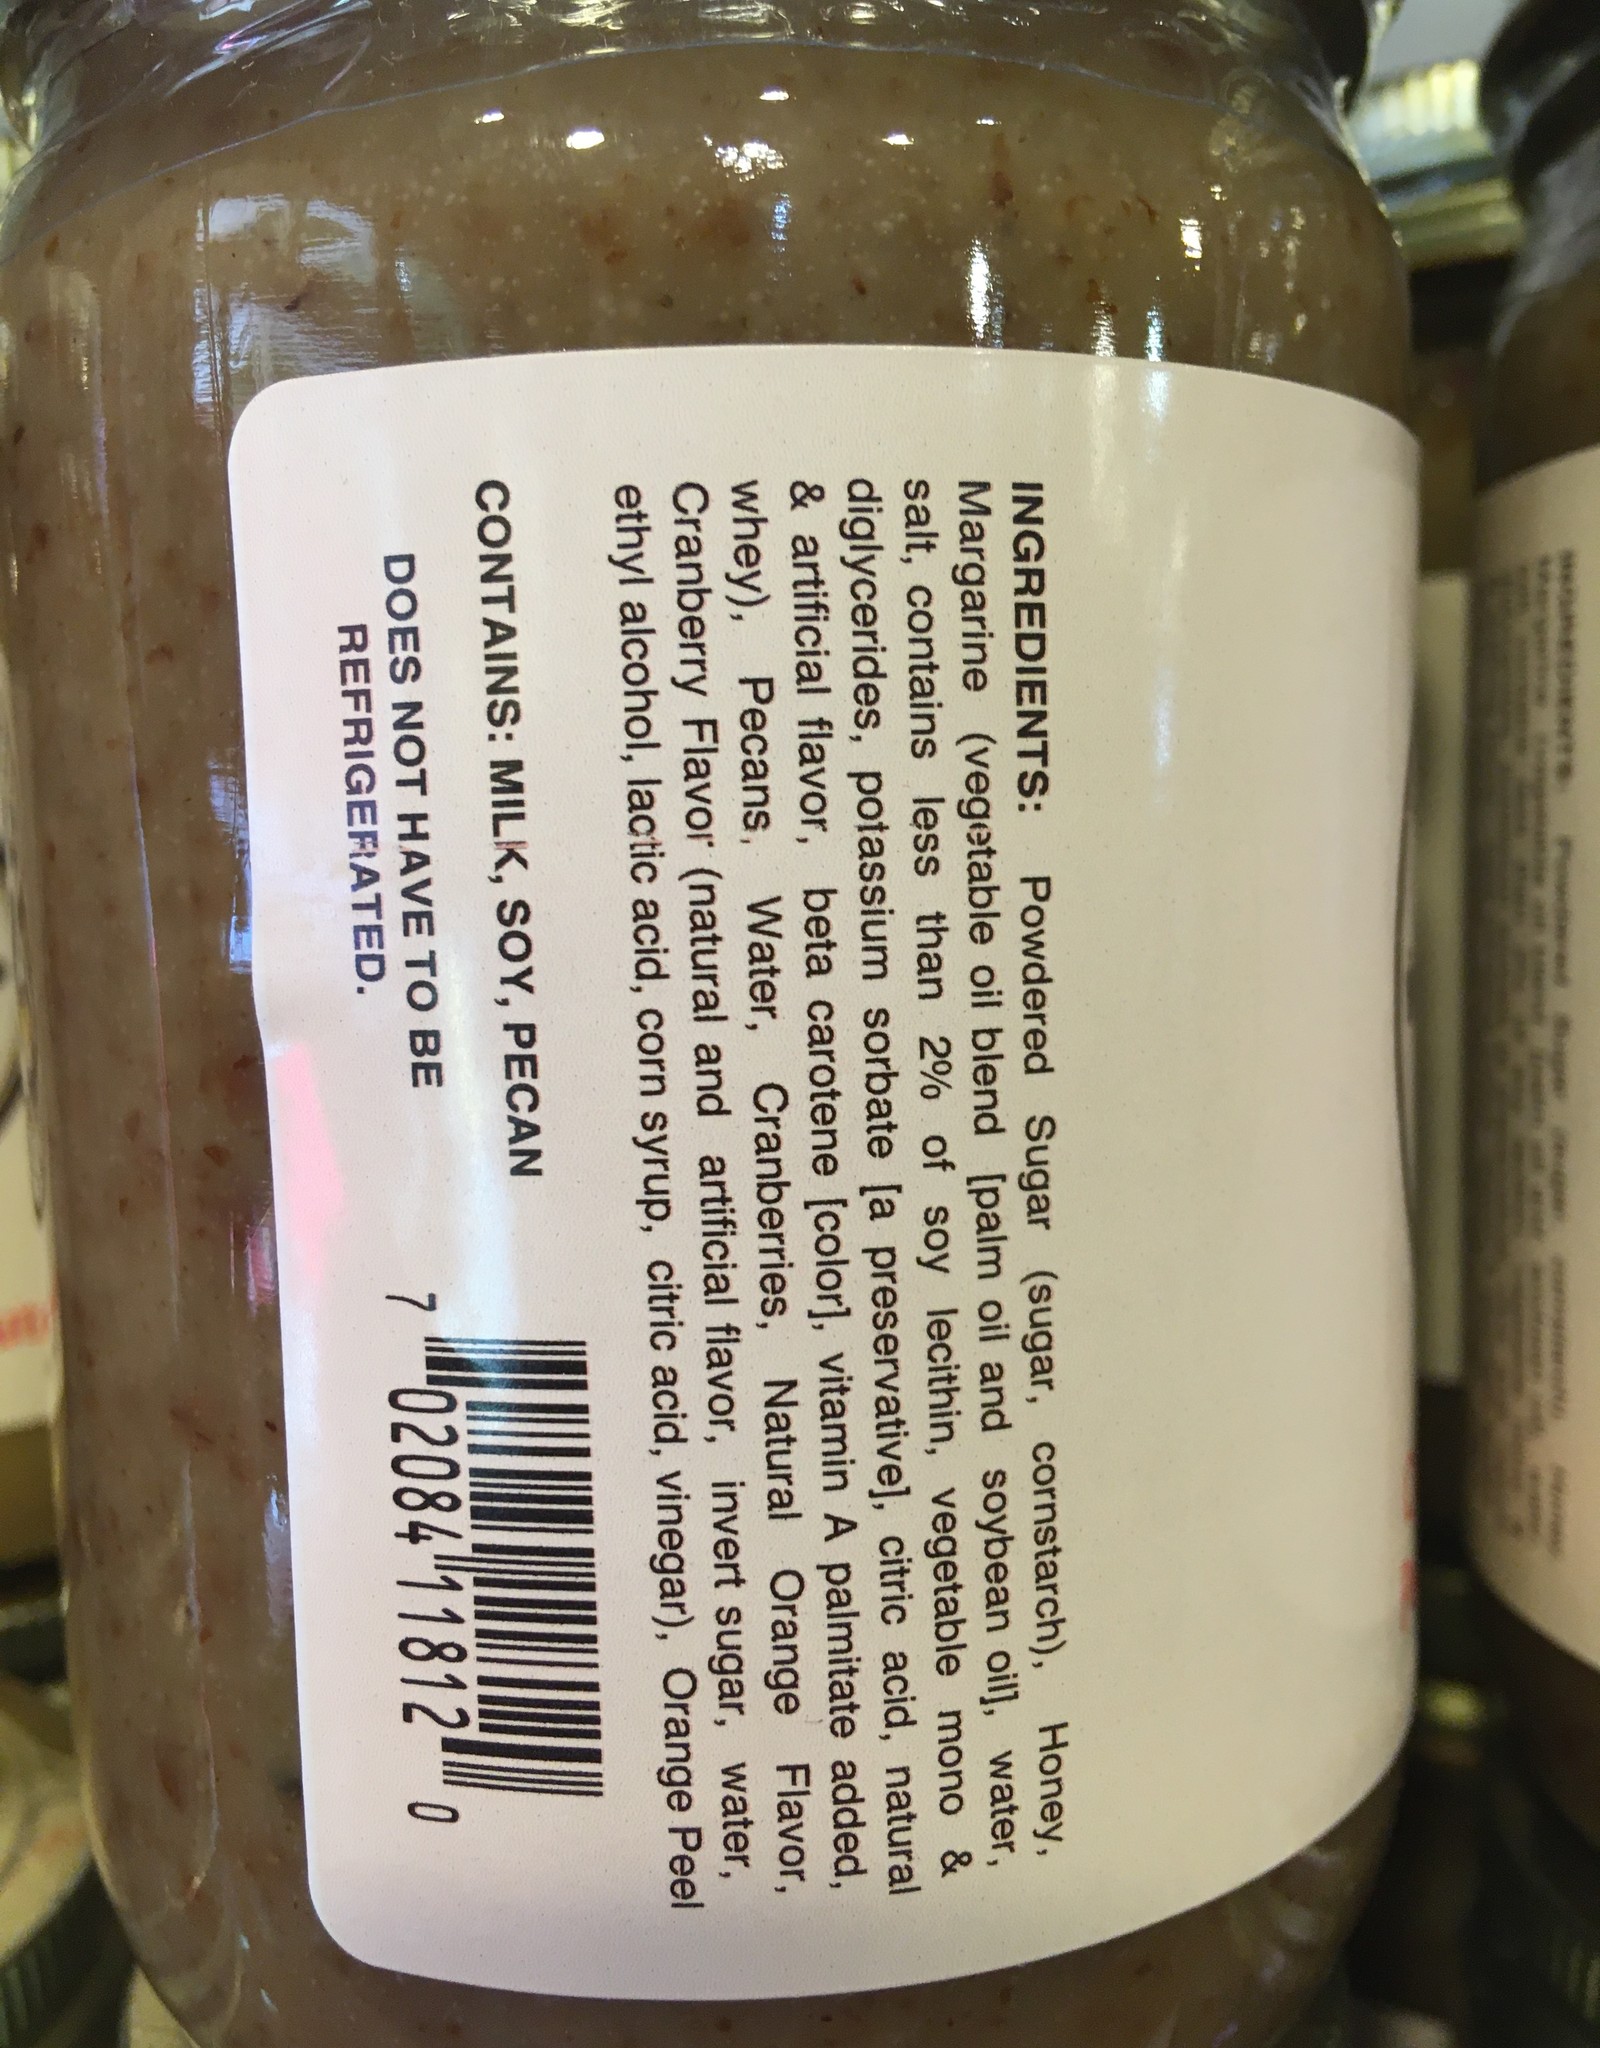 INGREDIENTS: Powdered Sugar (sugar, cornstarch), Honey,
Margarine (vegetable oil blend [palm oil and soybean oil], water,
salt, contains less than 2% of soy lecithin, vegetable mono &
diglycerides, potassium sorbate [a preservative], citric acid, natural
& artificial flavor, beta carotene [color], vitamin A palmitate added,
whey), Pecans, Water, Cranberries, Natural Orange Flavor,
Cranberry Flavor (natural and artificial flavor, invert sugar, water,
ethyl alcohol, lactic acid, corn syrup, citric acid, vinegar), Orange Peel
CONTAINS: MILK, SOY, PECAN
DOES NOT HAVE TO BE
REFRIGERATED.
7 02084 11812 0
INGREDIENTS: Powdered Sugar